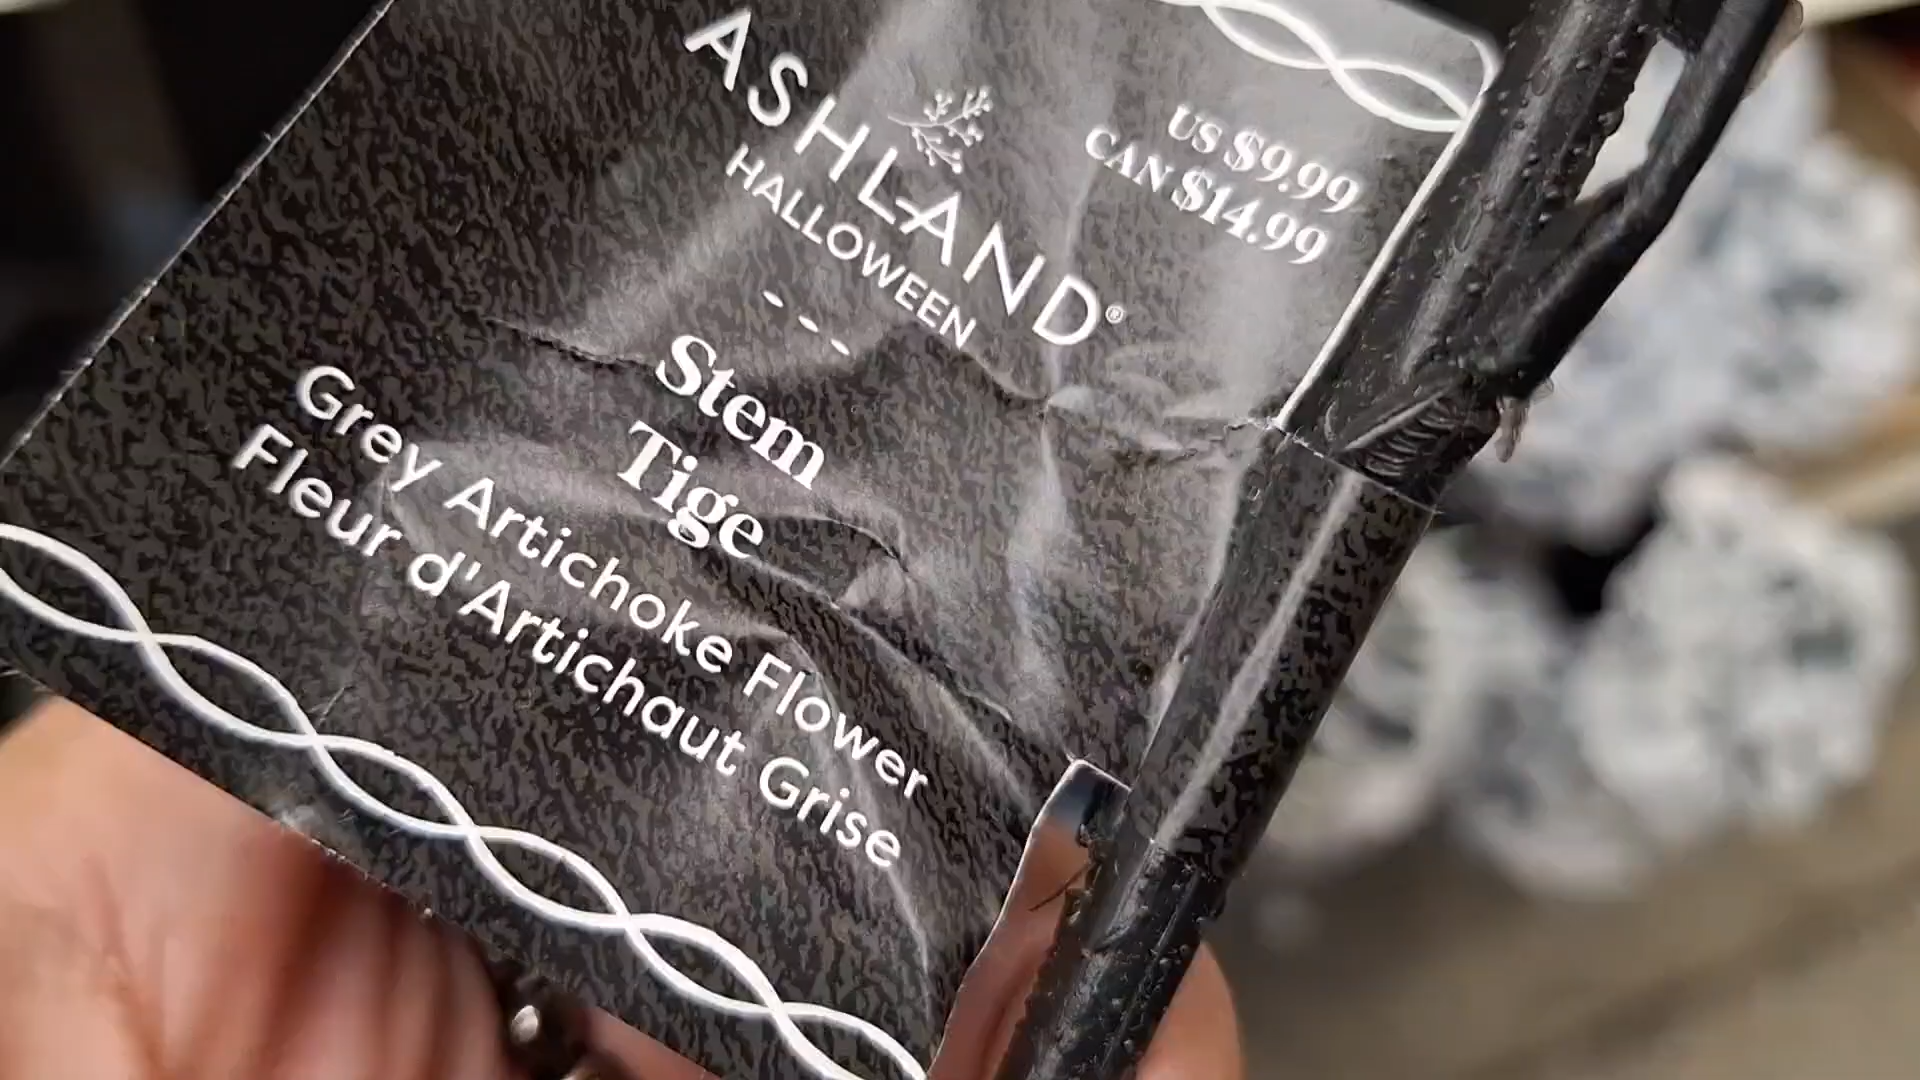 ASHLAND®
HALLOWEEN
US $9.99
CAN $14.99
Stem
Tige
Grey Artichoke Flower
Fleur d'Artichaut Grise